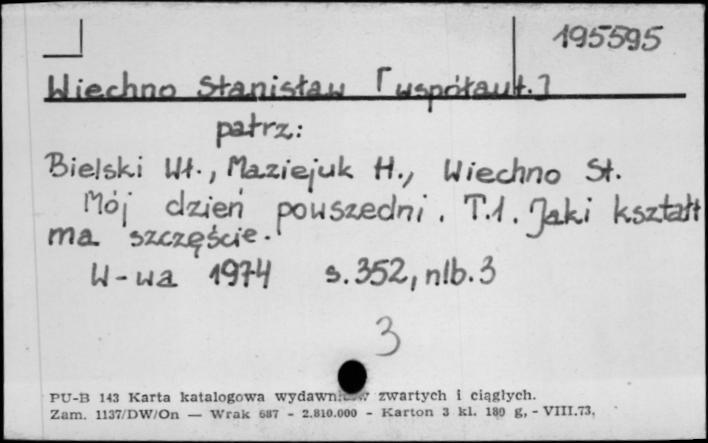 195595
Wiechno Stanisław [współaut.]
patrz:
Bielski Wł., Maziejuk H., Wiechno St.
Mój dzień powszedni. T.1. Jaki kształt
ma szczęście.
W-wa 1974 s.352, nlb.3
3
PU-B 143 Karta katalogowa zwartych i ciągłych.
Zam. 1137/DW/On — Wrak 687 - 2.810.000 - Karton 3 kl. 180 g, - VIII.73.